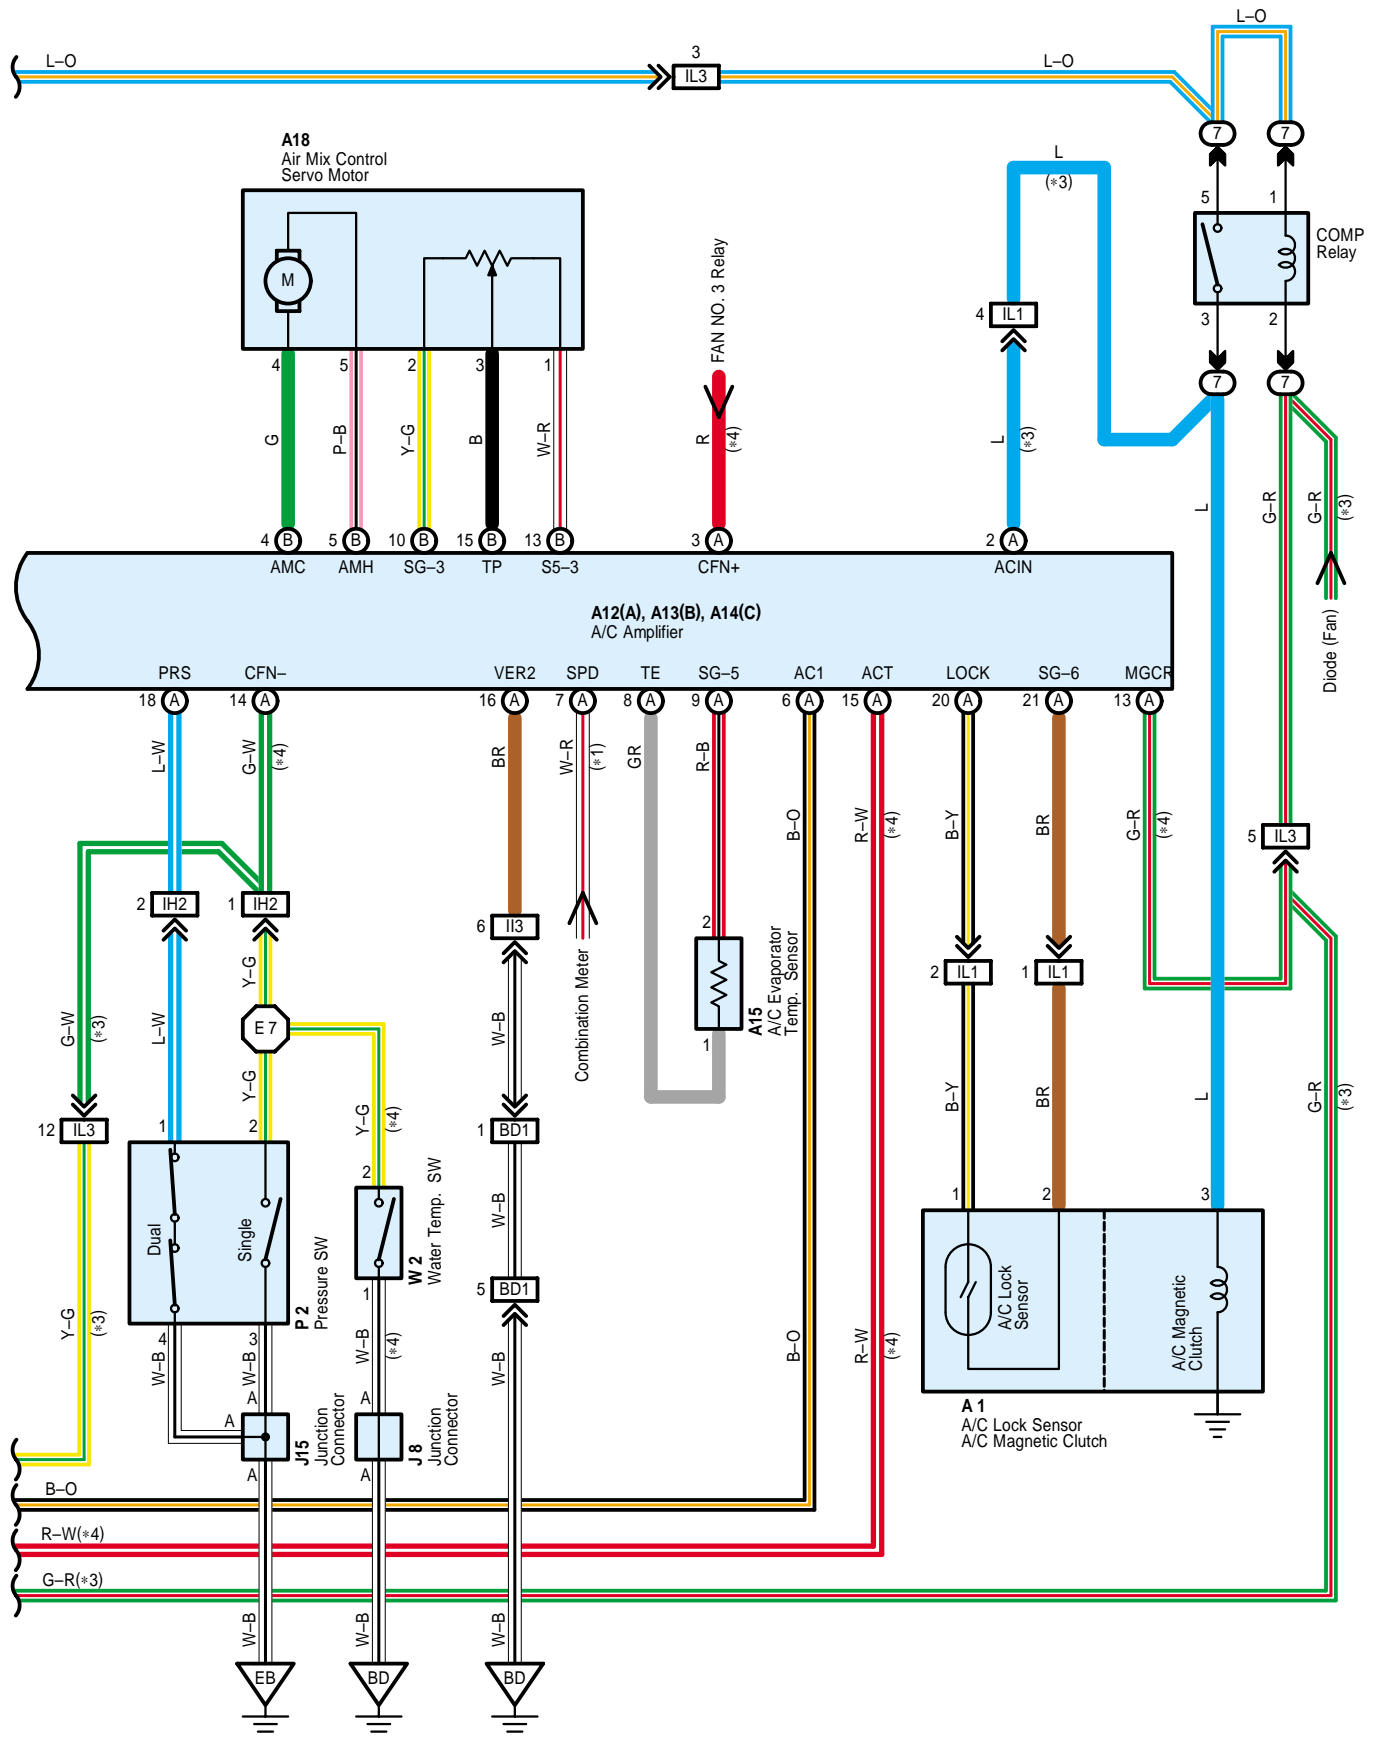 L–O
3
IL3
L–O
L–O
7
7
A18
Air Mix Control
Servo Motor
M
L
(*3)
5
1
COMP
Relay
3
2
7
7
4
IL1
FAN NO. 3 Relay
4
5
2
3
1
G
P–B
Y–G
B
W–R
R
(*4)
L
(*3)
L
G–R
G–R
(*3)
4 B
5 B
10 B
15 B
13 B
3 A
2 A
AMC
AMH
SG–3
TP
S5–3
CFN+
ACIN
A12(A), A13(B), A14(C)
A/C Amplifier
Diode (Fan)
PRS
CFN–
VER2
SPD
TE
SG–5
AC1
ACT
LOCK
SG–6
MGCR
18 A
14 A
16 A
7 A
8 A
9 A
6 A
15 A
20 A
21 A
13 A
L–W
G–W
(*4)
BR
W–R
(*1)
GR
R–B
B–O
R–W
(*4)
B–Y
BR
G–R
(*4)
5
IL3
2
IH2
1
IH2
6
II3
2
A15
A/C Evaporator
Temp. Sensor
1
Combination Meter
2
IL1
1
IL1
Y–G
E 7
G–W
(*3)
L–W
Y–G
Y–G
(*4)
W–B
B–Y
BR
L
G–R
(*3)
12
IL3
1
2
1
BD1
2
Dual
Single
P 2
Pressure SW
W 2
Water Temp. SW
W–B
5
BD1
1
2
3
A/C Lock
Sensor
A/C Magnetic
Clutch
Y–G
(*3)
4
3
1
W–B
W–B
W–B
(*4)
W–B
B–O
R–W
(*4)
A
A
A
A
A
J15
Junction
Connector
J 8
Junction
Connector
A 1
A/C Lock Sensor
A/C Magnetic Clutch
B–O
R–W(*4)
G–R(*3)
W–B
W–B
W–B
EB
BD
BD